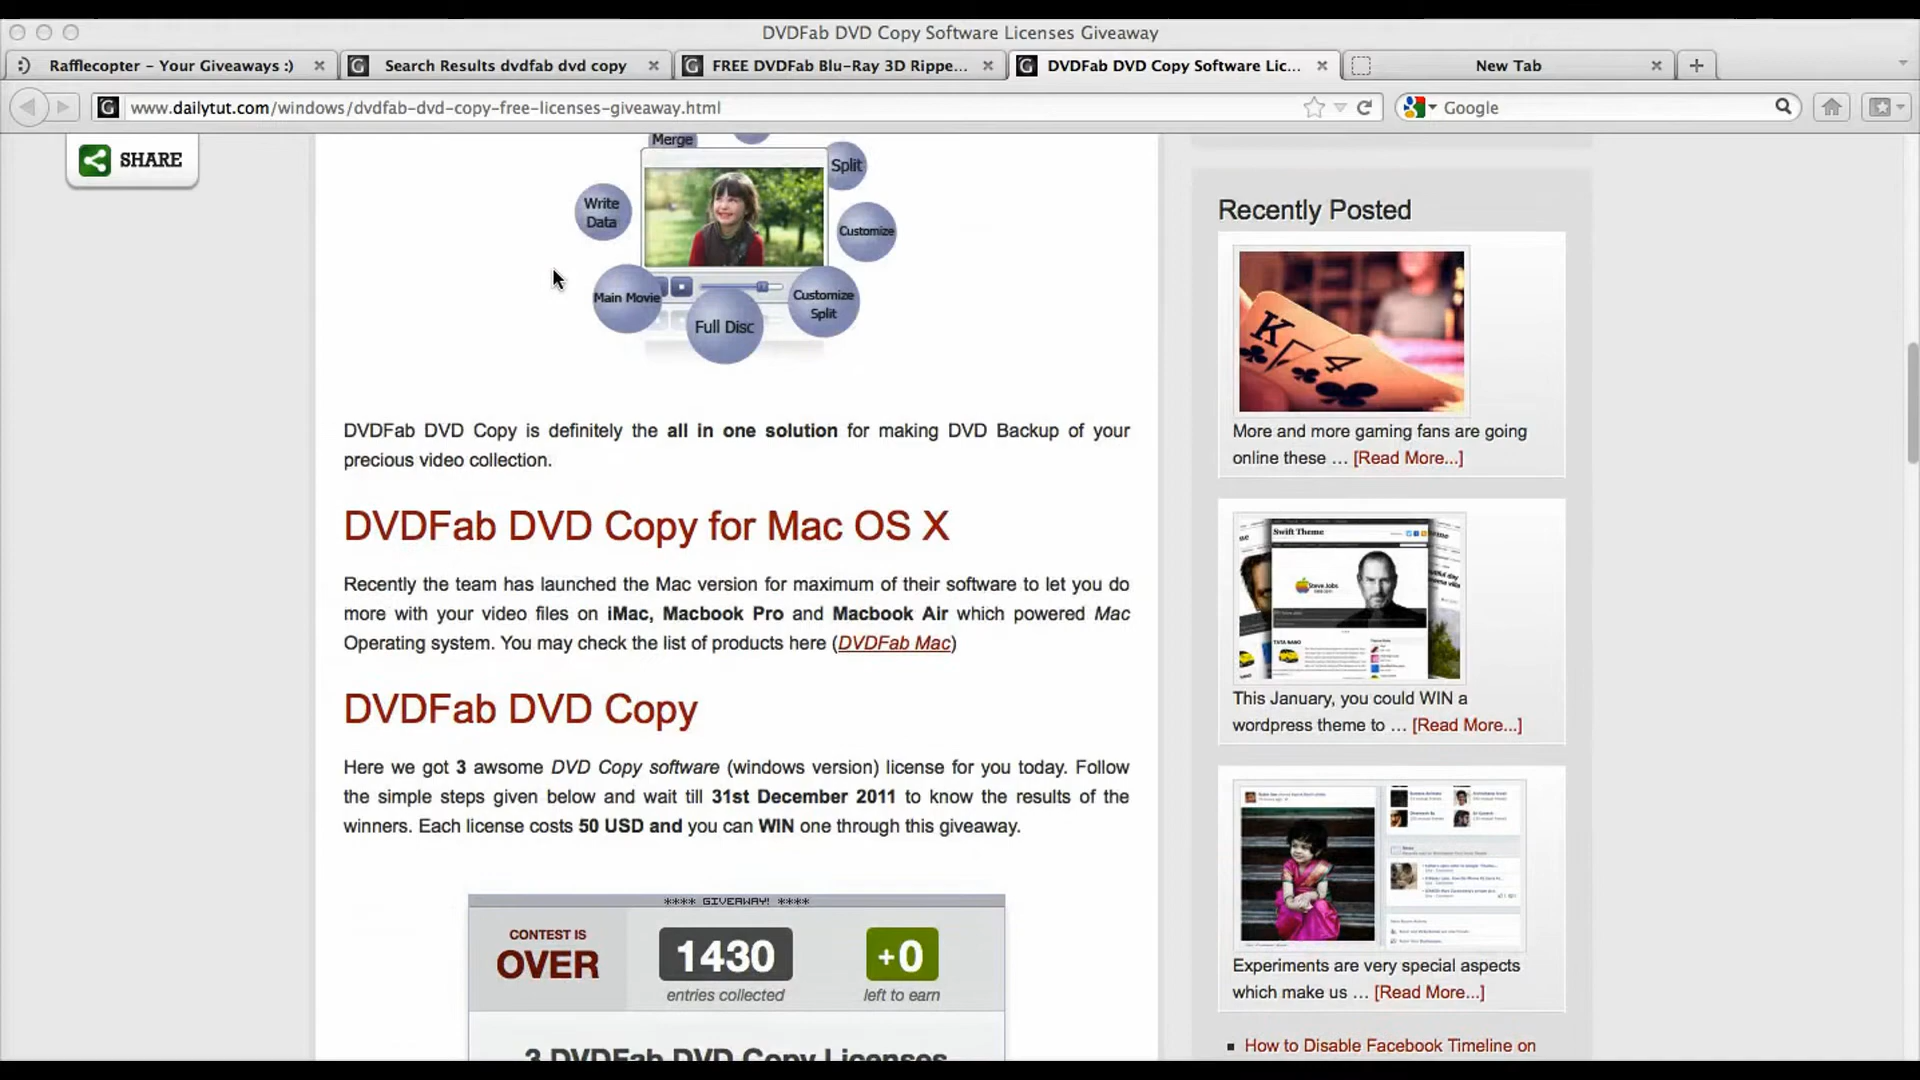 DVDFab DVD Copy Software Licenses Giveaway
Rafflecopter – Your Giveaways :)
Search Results dvdfab dvd copy
FREE DVDFab Blu-Ray 3D Rippe...
DVDFab DVD Copy Software Lic...
New Tab
www.dailytut.com/windows/dvdfab-dvd-copy-free-licenses-giveaway.html
Google
SHARE
Merge
Split
Write
Data
Customize
Main Movie
Customize
Split
Full Disc
DVDFab DVD Copy is definitely the all in one solution for making DVD Backup of your
precious video collection.
DVDFab DVD Copy for Mac OS X
Recently the team has launched the Mac version for maximum of their software to let you do
more with your video files on iMac, Macbook Pro and Macbook Air which powered Mac
Operating system. You may check the list of products here (DVDFab Mac)
DVDFab DVD Copy
Here we got 3 awsome DVD Copy software (windows version) license for you today. Follow
the simple steps given below and wait till 31st December 2011 to know the results of the
winners. Each license costs 50 USD and you can WIN one through this giveaway.
**** GIVEAWAY! ****
CONTEST IS
OVER
1430
entries collected
+0
left to earn
3 DVDFab DVD Copy Licenses
Recently Posted
K
4
More and more gaming fans are going
online these … [Read More...]
Swift Theme
Steve Jobs
TATA NANO
This January, you could WIN a
wordpress theme to … [Read More...]
Experiments are very special aspects
which make us … [Read More...]
How to Disable Facebook Timeline on